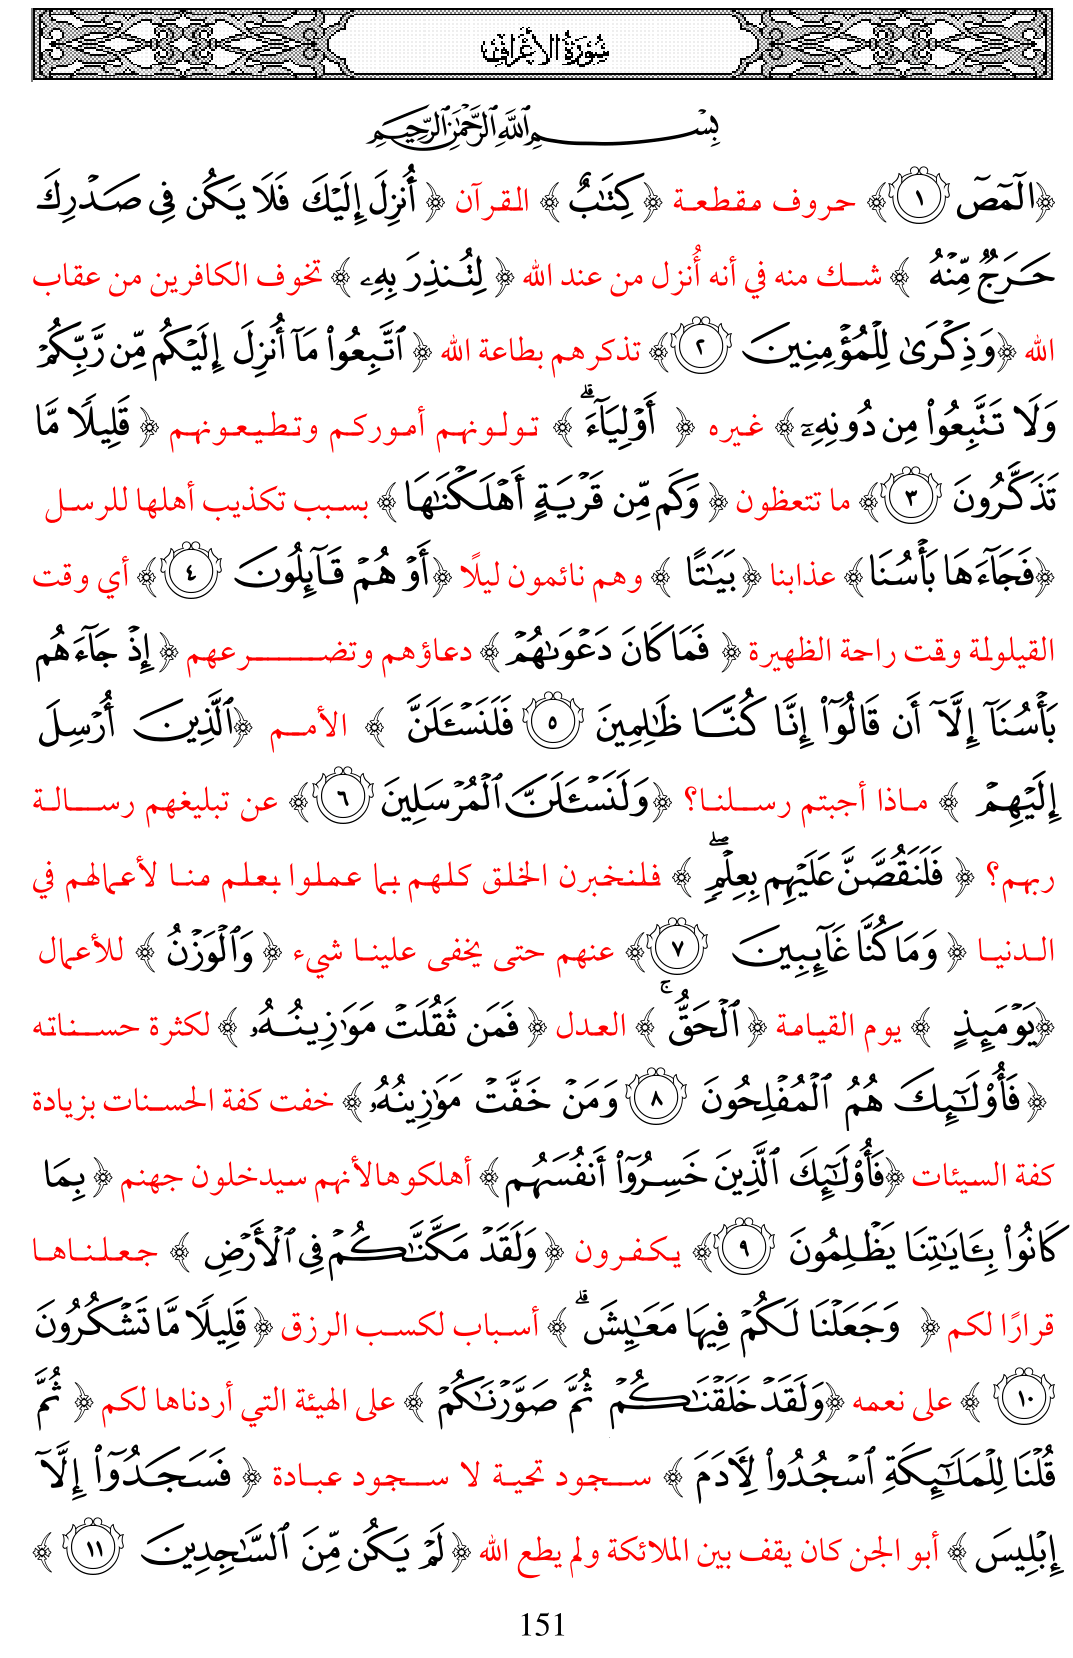 سُورَةُ الأَعْرَافِ
بِسْمِ ٱللَّهِ ٱلرَّحْمَٰنِ ٱلرَّحِيمِ
﴿الٓمٓصٓ ١﴾ حروف مقطعة ﴿كِتَٰبٌ﴾ القرآن ﴿أُنزِلَ إِلَيْكَ فَلَا يَكُن فِى صَدْرِكَ
حَرَجٌ مِّنْهُ﴾ شك منه في أنه أُنزل من عند الله ﴿لِتُنذِرَ بِهِۦ﴾ تخوف الكافرين من عقاب
الله ﴿وَذِكْرَىٰ لِلْمُؤْمِنِينَ ٢﴾ تذكرهم بطاعة الله ﴿ٱتَّبِعُوا۟ مَآ أُنزِلَ إِلَيْكُم مِّن رَّبِّكُمْ
وَلَا تَتَّبِعُوا۟ مِن دُونِهِۦٓ﴾ غيره ﴿أَوْلِيَآءَ ۗ﴾ تولونهم أموركم وتطيعونهم ﴿قَلِيلًا مَّا
تَذَكَّرُونَ ٣﴾ ما تتعظون ﴿وَكَم مِّن قَرْيَةٍ أَهْلَكْنَٰهَا﴾ بسبب تكذيب أهلها للرسل
﴿فَجَآءَهَا بَأْسُنَا﴾ عذابنا ﴿بَيَٰتًا﴾ وهم نائمون ليلًا ﴿أَوْ هُمْ قَآئِلُونَ ٤﴾ أي وقت
القيلولة وقت راحة الظهيرة ﴿فَمَا كَانَ دَعْوَىٰهُمْ﴾ دعاؤهم وتضرعهم ﴿إِذْ جَآءَهُم
بَأْسُنَآ إِلَّآ أَن قَالُوٓا۟ إِنَّا كُنَّا ظَٰلِمِينَ ٥ فَلَنَسْـَٔلَنَّ﴾ الأمم ﴿ٱلَّذِينَ أُرْسِلَ
إِلَيْهِمْ﴾ ماذا أجبتم رسلنا؟ ﴿وَلَنَسْـَٔلَنَّ ٱلْمُرْسَلِينَ ٦﴾ عن تبليغهم رسالة
ربهم؟ ﴿فَلَنَقُصَّنَّ عَلَيْهِم بِعِلْمٍ ۖ﴾ فلنخبرن الخلق كلهم بما عملوا بعلم منا لأعمالهم في
الدنيا ﴿وَمَا كُنَّا غَآئِبِينَ ٧﴾ عنهم حتى يخفى علينا شيء ﴿وَٱلْوَزْنُ﴾ للأعمال
﴿يَوْمَئِذٍ﴾ يوم القيامة ﴿ٱلْحَقُّ ۚ﴾ العدل ﴿فَمَن ثَقُلَتْ مَوَٰزِينُهُۥ﴾ لكثرة حسناته
﴿فَأُو۟لَٰٓئِكَ هُمُ ٱلْمُفْلِحُونَ ٨ وَمَنْ خَفَّتْ مَوَٰزِينُهُۥ﴾ خفت كفة الحسنات بزيادة
كفة السيئات ﴿فَأُو۟لَٰٓئِكَ ٱلَّذِينَ خَسِرُوٓا۟ أَنفُسَهُم﴾ أهلكوهالأنهم سيدخلون جهنم ﴿بِمَا
كَانُوا۟ بِـَٔايَٰتِنَا يَظْلِمُونَ ٩﴾ يكفرون ﴿وَلَقَدْ مَكَّنَّٰكُمْ فِى ٱلْأَرْضِ﴾ جعلناها
قرارًا لكم ﴿وَجَعَلْنَا لَكُمْ فِيهَا مَعَٰيِشَ ۗ﴾ أسباب لكسب الرزق ﴿قَلِيلًا مَّا تَشْكُرُونَ
١٠﴾ على نعمه ﴿وَلَقَدْ خَلَقْنَٰكُمْ ثُمَّ صَوَّرْنَٰكُمْ﴾ على الهيئة التي أردناها لكم ﴿ثُمَّ
قُلْنَا لِلْمَلَٰٓئِكَةِ ٱسْجُدُوا۟ لِـَٔادَمَ﴾ سجود تحية لا سجود عبادة ﴿فَسَجَدُوٓا۟ إِلَّآ
إِبْلِيسَ﴾ أبو الجن كان يقف بين الملائكة ولم يطع الله ﴿لَمْ يَكُن مِّنَ ٱلسَّٰجِدِينَ ١١﴾
151